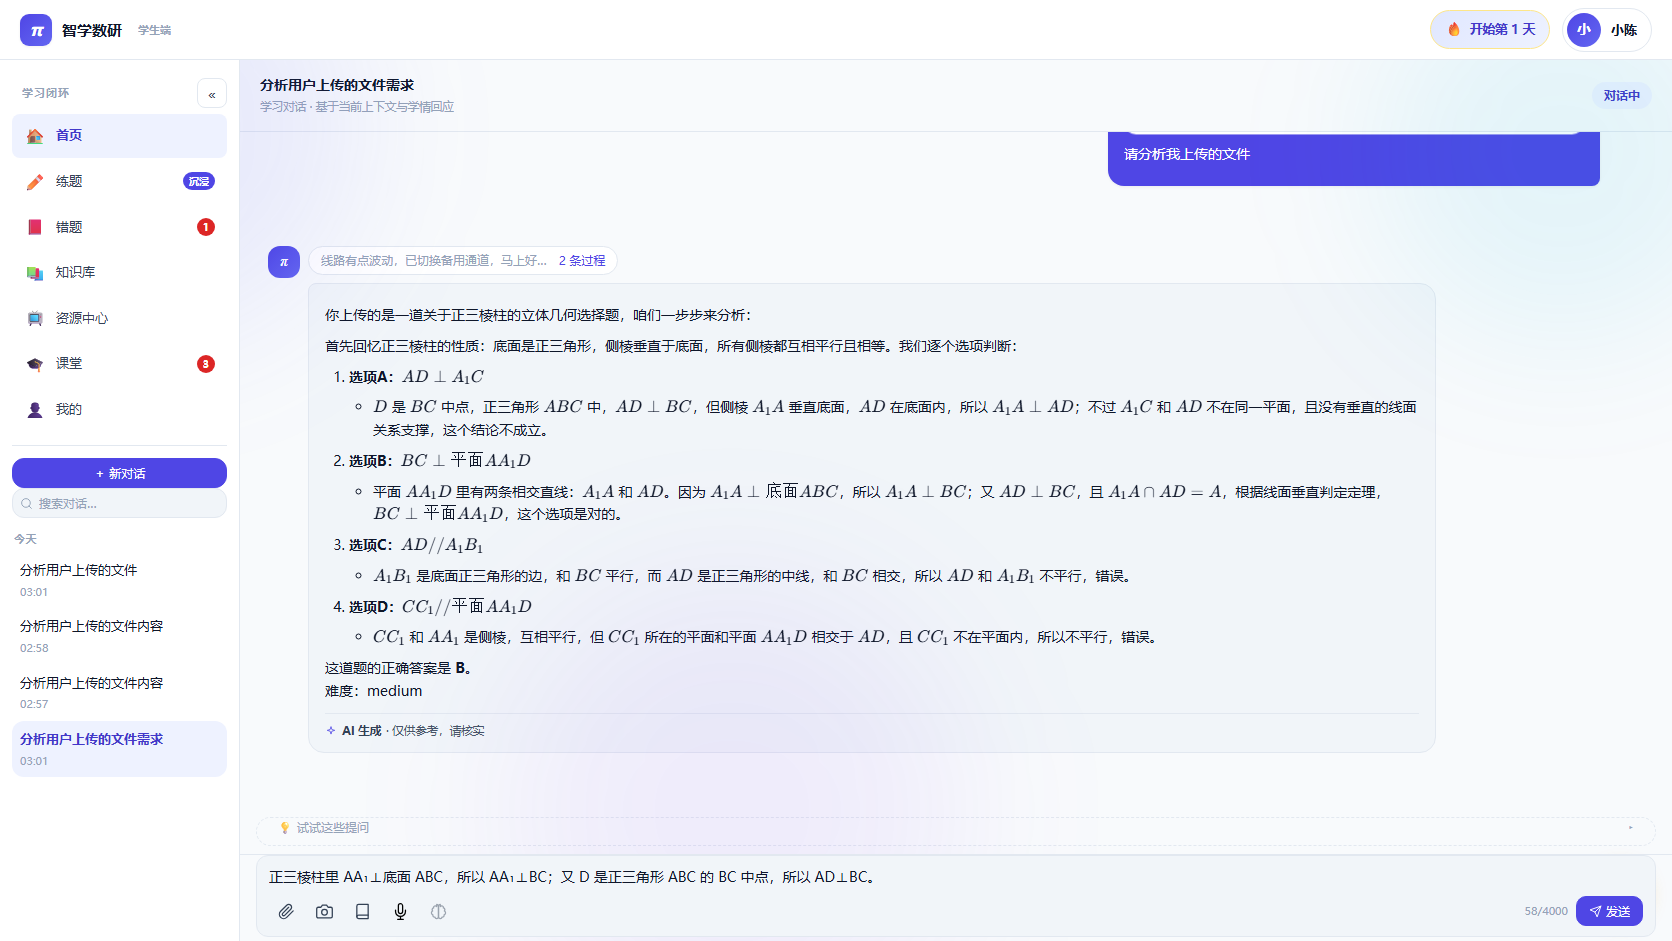 π 智学数研 学生端
🔥 开始第 1 天
小 小陈
学习闭环 «
首页
练题 沉浸
错题 1
知识库
资源中心
课堂 3
我的
+ 新对话
搜索对话...
今天
分析用户上传的文件
03:01
分析用户上传的文件内容
02:58
分析用户上传的文件内容
02:57
分析用户上传的文件需求
03:01
分析用户上传的文件需求
学习对话 · 基于当前上下文与学情回应
对话中
请分析我上传的文件
π 线路有点波动，已切换备用通道，马上好... 2 条过程
你上传的是一道关于正三棱柱的立体几何选择题，咱们一步步来分析：
首先回忆正三棱柱的性质：底面是正三角形，侧棱垂直于底面，所有侧棱都互相平行且相等。我们逐个选项判断：
1. 选项A：AD ⊥ A₁C
◦ D 是 BC 中点，正三角形 ABC 中，AD ⊥ BC，但侧棱 A₁A 垂直底面，AD 在底面内，所以 A₁A ⊥ AD；不过 A₁C 和 AD 不在同一平面，且没有垂直的线面
关系支撑，这个结论不成立。
2. 选项B：BC ⊥ 平面AA₁D
◦ 平面 AA₁D 里有两条相交直线：A₁A 和 AD。因为 A₁A ⊥ 底面ABC，所以 A₁A ⊥ BC；又 AD ⊥ BC，且 A₁A ∩ AD = A，根据线面垂直判定定理，
BC ⊥ 平面AA₁D，这个选项是对的。
3. 选项C：AD//A₁B₁
◦ A₁B₁ 是底面正三角形的边，和 BC 平行，而 AD 是正三角形的中线，和 BC 相交，所以 AD 和 A₁B₁ 不平行，错误。
4. 选项D：CC₁//平面AA₁D
◦ CC₁ 和 AA₁ 是侧棱，互相平行，但 CC₁ 所在的平面和平面 AA₁D 相交于 AD，且 CC₁ 不在平面内，所以不平行，错误。
这道题的正确答案是 B。
难度：medium
AI 生成 · 仅供参考，请核实
试试这些提问
正三棱柱里 AA₁⊥底面 ABC，所以 AA₁⊥BC；又 D 是正三角形 ABC 的 BC 中点，所以 AD⊥BC。
58/4000 发送